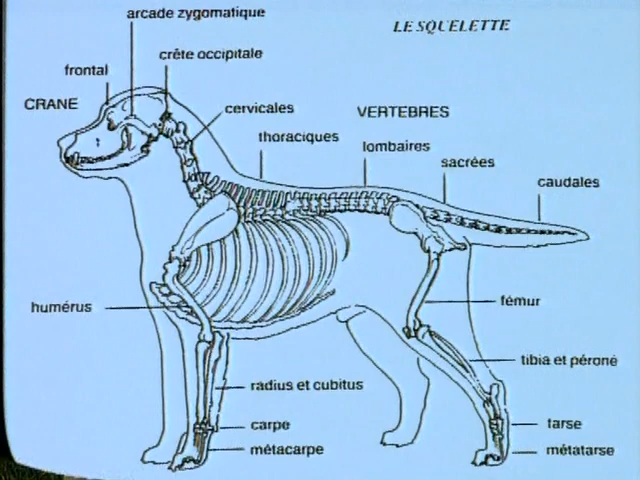 arcade zygomatique
LE SQUELETTE
crête occipitale
frontal
CRANE
cervicales
VERTEBRES
thoraciques
lombaires
sacrées
caudales
humérus
fémur
tibia et péroné
radius et cubitus
carpe
tarse
métacarpe
métatarse